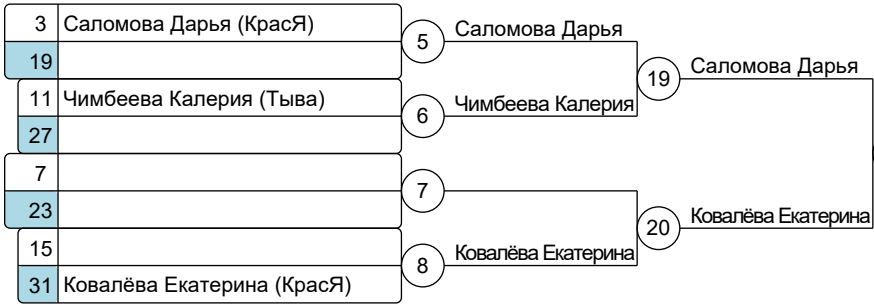 3 Саломова Дарья (КрасЯ)
19
5 Саломова Дарья
11 Чимбеева Калерия (Тыва)
27
6 Чимбеева Калерия
19 Саломова Дарья
7
23
7
15
31 Ковалёва Екатерина (КрасЯ)
8 Ковалёва Екатерина
20 Ковалёва Екатерина